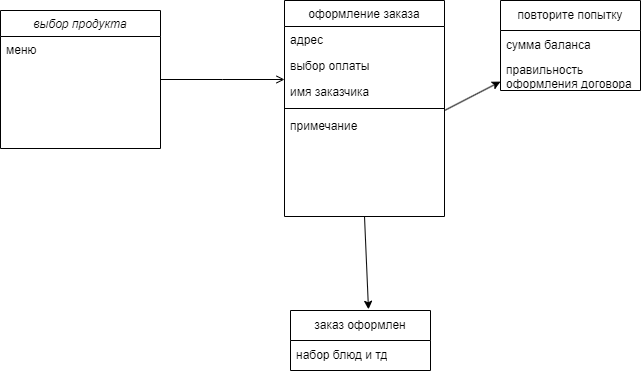 выбор продукта
меню
оформление заказа
адрес
выбор оплаты
имя заказчика
примечание
повторите попытку
сумма баланса
правильность
оформления договора
заказ оформлен
набор блюд и тд